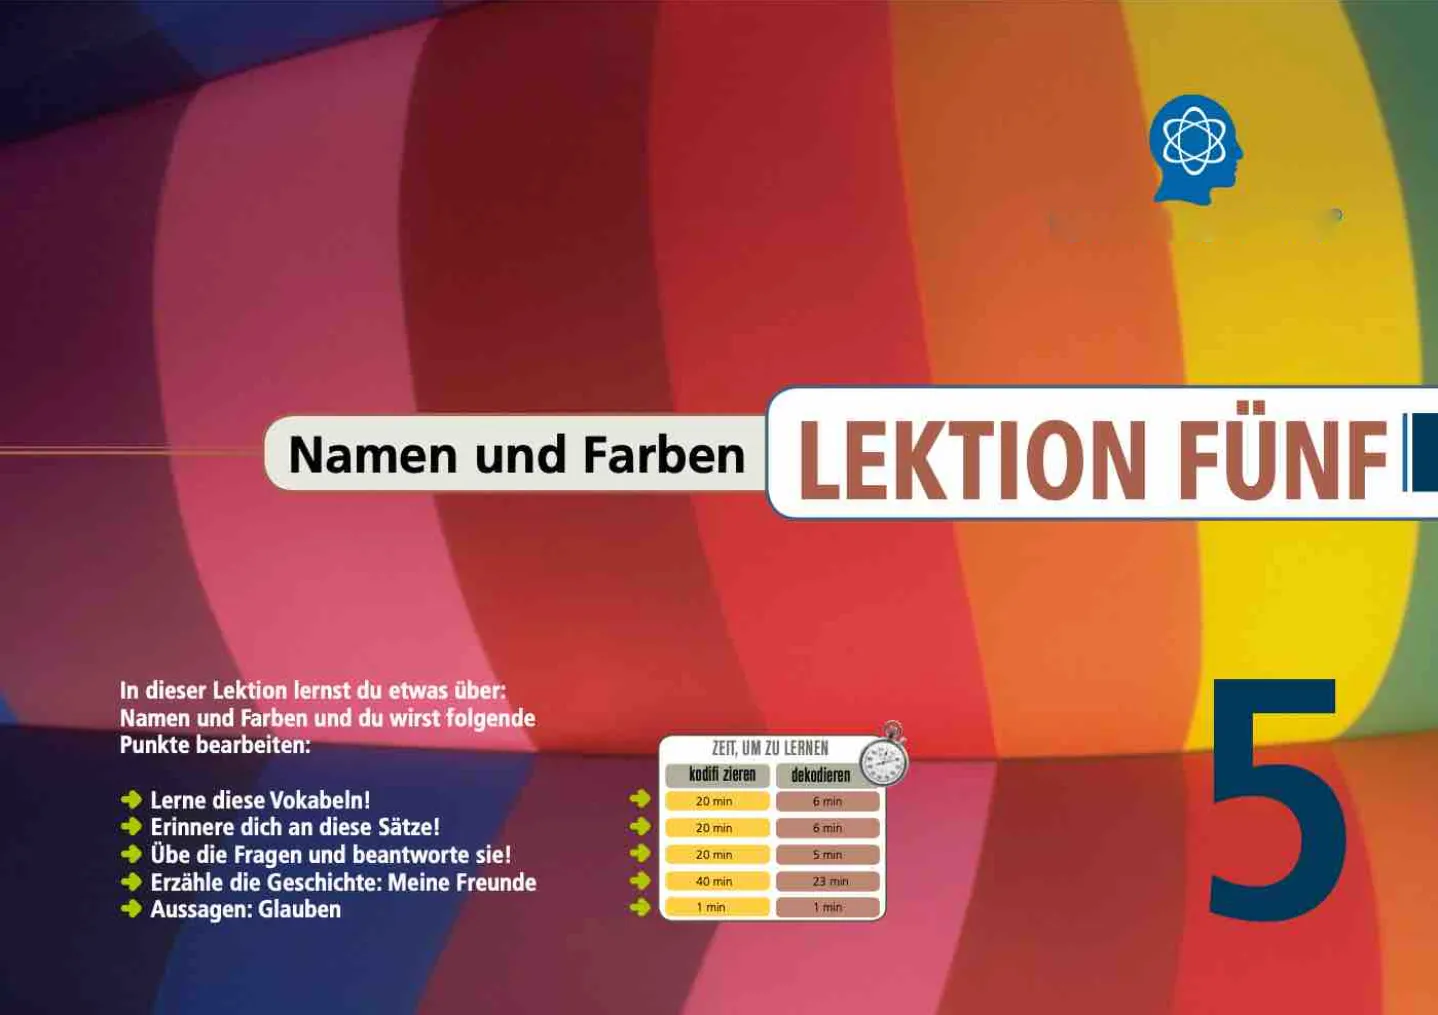 Namen und Farben
LEKTION FÜNF
In dieser Lektion lernst du etwas über:
Namen und Farben und du wirst folgende
Punkte bearbeiten:
Lerne diese Vokabeln!
Erinnere dich an diese Sätze!
Übe die Fragen und beantworte sie!
Erzähle die Geschichte: Meine Freunde
Aussagen: Glauben
ZEIT, UM ZU LERNEN
kodifi zieren dekodieren
20 min 6 min
20 min 6 min
20 min 5 min
40 min 23 min
1 min 1 min
5